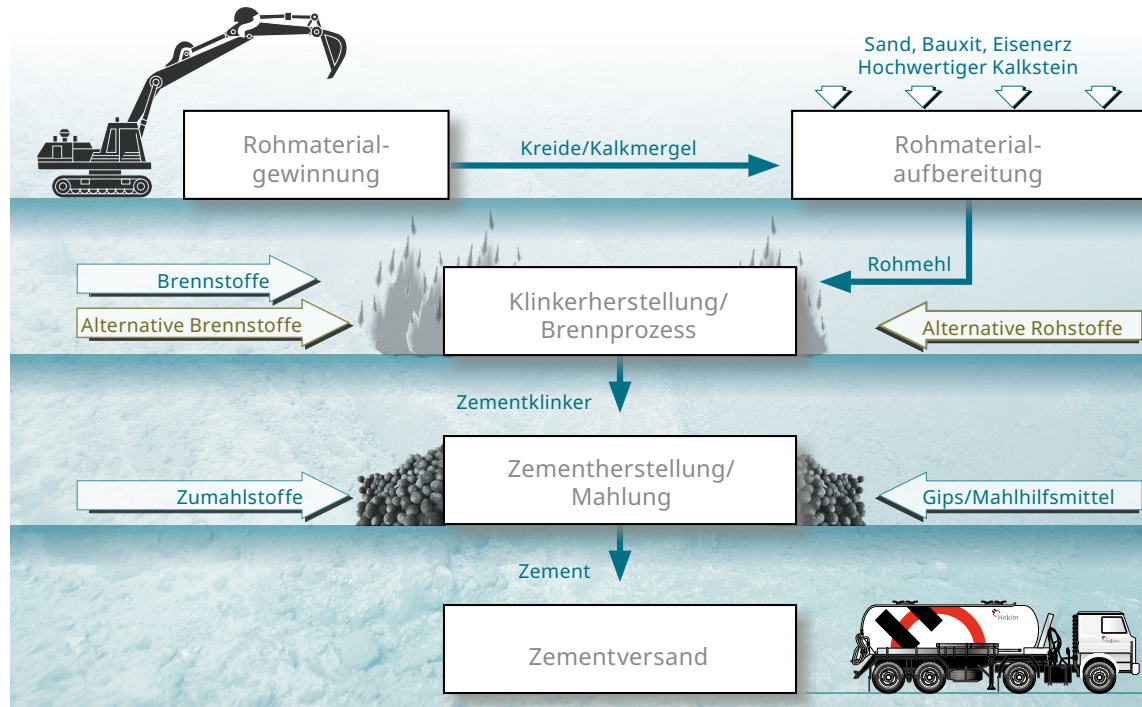 Sand, Bauxit, Eisenerz
Hochwertiger Kalkstein
Rohmaterial-
gewinnung
Kreide/Kalkmergel
Rohmaterial-
aufbereitung
Rohmehl
Brennstoffe
Alternative Brennstoffe
Klinkerherstellung/
Brennprozess
Alternative Rohstoffe
Zementklinker
Zumahlstoffe
Zementherstellung/
Mahlung
Gips/Mahlhilfsmittel
Zement
Zementversand
Holcim
Holcim